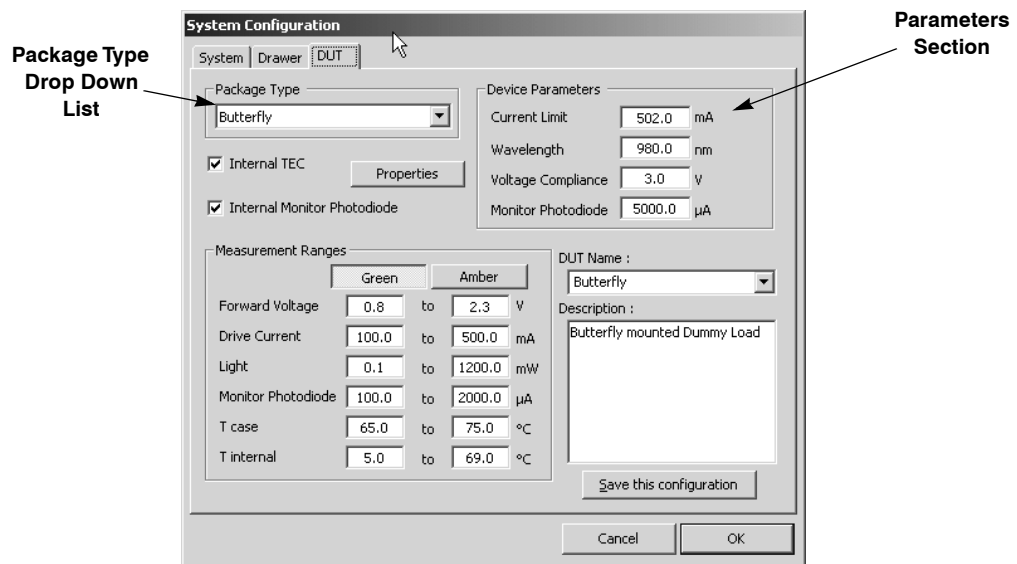 System Configuration
Parameters
Section
Package Type
Drop Down
List
System Drawer DUT
Package Type
Butterfly
Internal TEC
Properties
Internal Monitor Photodiode
Device Parameters
Current Limit 502.0 mA
Wavelength 980.0 nm
Voltage Compliance 3.0 V
Monitor Photodiode 5000.0 µA
Measurement Ranges
Green Amber
Forward Voltage 0.8 to 2.3 V
Drive Current 100.0 to 500.0 mA
Light 0.1 to 1200.0 mW
Monitor Photodiode 100.0 to 2000.0 µA
T case 65.0 to 75.0 °C
T internal 5.0 to 69.0 °C
DUT Name :
Butterfly
Description :
Butterfly mounted Dummy Load
Save this configuration
Cancel OK